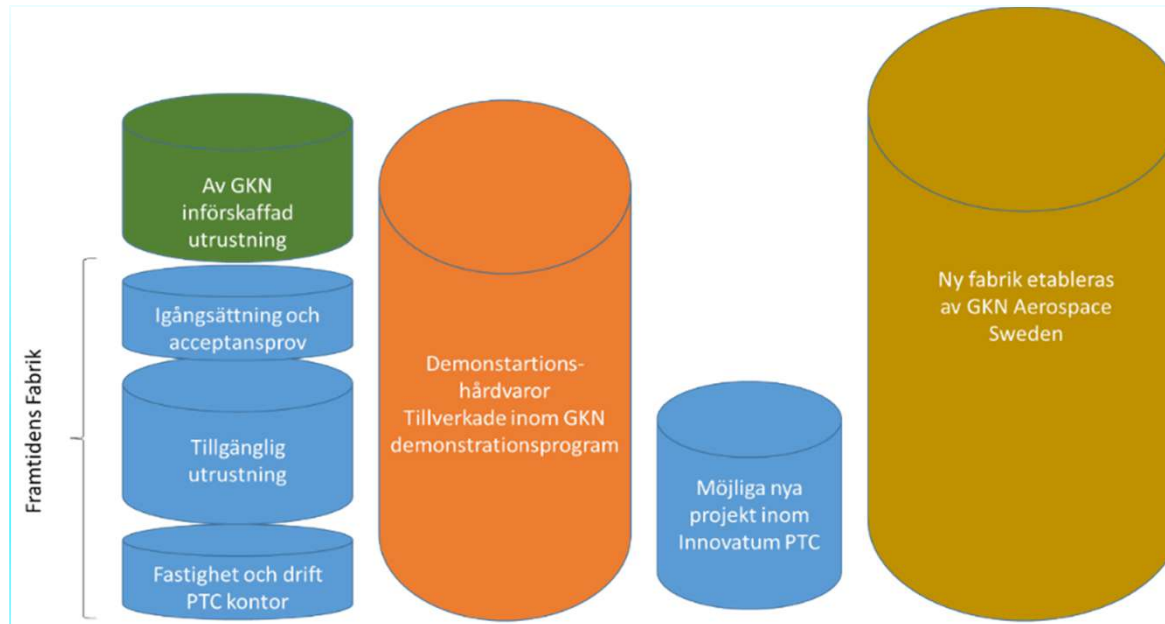 Framtidens Fabrik
Av GKN
införskaffad
utrustning
Igångsättning och
acceptansprov
Tillgänglig
utrustning
Fastighet och drift
PTC kontor
Demonstartions-
hårdvaror
Tillverkade inom GKN
demonstrationsprogram
Möjliga nya
projekt inom
Innovatum PTC
Ny fabrik etableras
av GKN Aerospace
Sweden